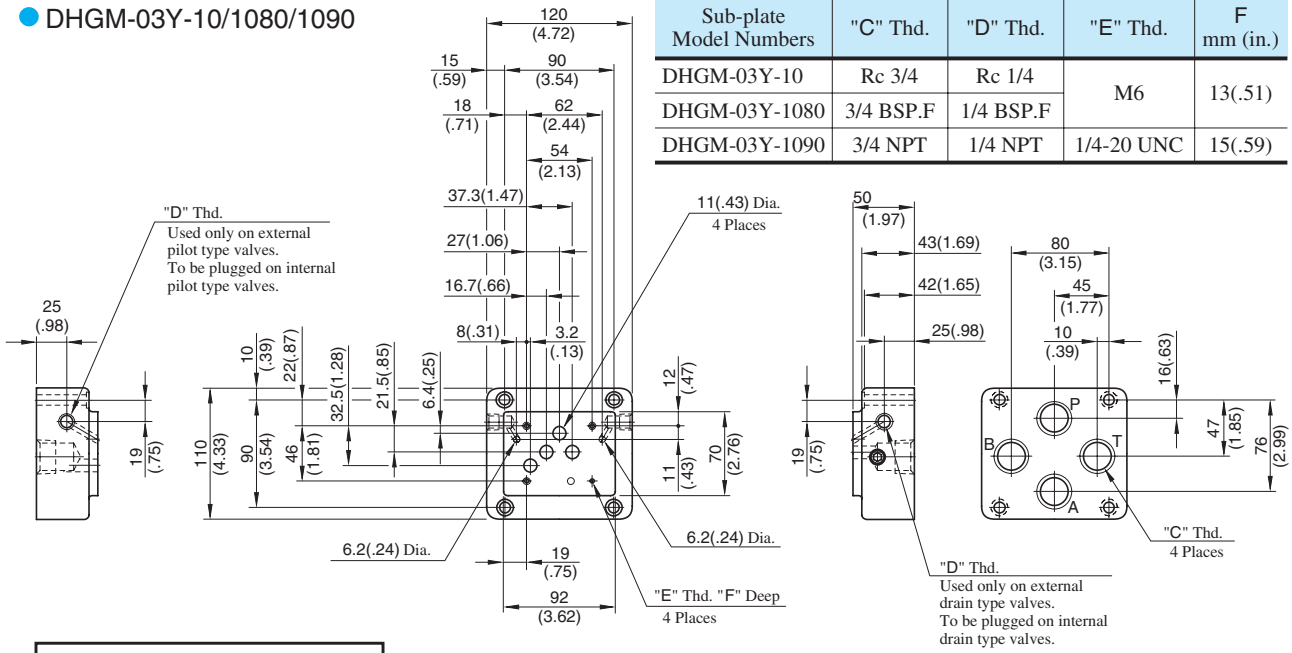 DHGM-03Y-10/1080/1090
Sub-plate Model Numbers | "C" Thd. | "D" Thd. | "E" Thd. | F mm (in.)
DHGM-03Y-10 | Rc 3/4 | Rc 1/4 | M6 | 13(.51)
DHGM-03Y-1080 | 3/4 BSP.F | 1/4 BSP.F
DHGM-03Y-1090 | 3/4 NPT | 1/4 NPT | 1/4-20 UNC | 15(.59)
120
(4.72)
15
(.59)
90
(3.54)
18
(.71)
62
(2.44)
54
(2.13)
37.3(1.47)
27(1.06)
16.7(.66)
8(.31)
3.2
(.13)
11(.43) Dia.
4 Places
"D" Thd.
Used only on external
pilot type valves.
To be plugged on internal
pilot type valves.
25
(.98)
19
(.75)
110
(4.33)
10
(.39)
90
(3.54)
22(.87)
46
(1.81)
32.5(1.28)
21.5(.85)
6.4(.25)
12
(.47)
11
(.43)
70
(2.76)
6.2(.24) Dia.
6.2(.24) Dia.
19
(.75)
92
(3.62)
"E" Thd. "F" Deep
4 Places
50
(1.97)
43(1.69)
42(1.65)
25(.98)
19
(.75)
"D" Thd.
Used only on external
drain type valves.
To be plugged on internal
drain type valves.
80
(3.15)
45
(1.77)
10
(.39)
16(.63)
47
(1.85)
76
(2.99)
P
B
T
A
"C" Thd.
4 Places